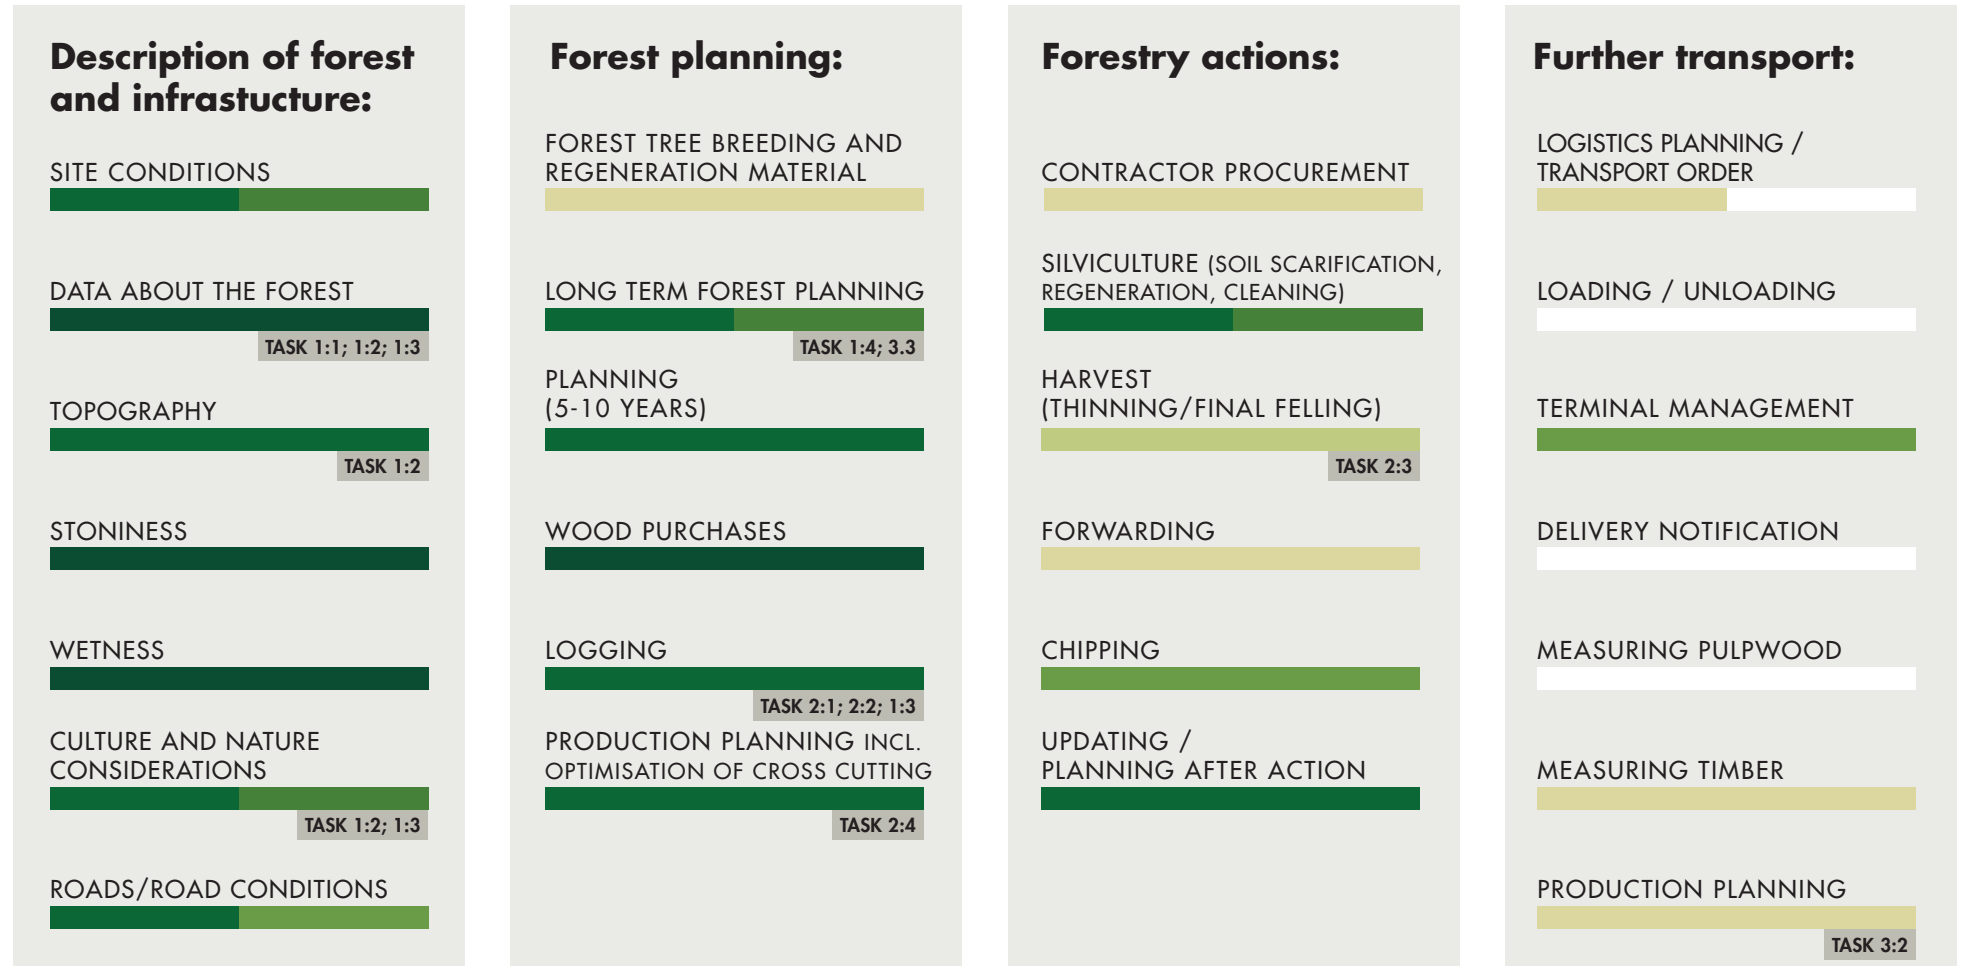 Description of forest
and infrastucture:
SITE CONDITIONS
DATA ABOUT THE FOREST
TASK 1:1; 1:2; 1:3
TOPOGRAPHY
TASK 1:2
STONINESS
WETNESS
CULTURE AND NATURE
CONSIDERATIONS
TASK 1:2; 1:3
ROADS/ROAD CONDITIONS
Forest planning:
FOREST TREE BREEDING AND
REGENERATION MATERIAL
LONG TERM FOREST PLANNING
TASK 1:4; 3.3
PLANNING
(5-10 YEARS)
WOOD PURCHASES
LOGGING
TASK 2:1; 2:2; 1:3
PRODUCTION PLANNING INCL.
OPTIMISATION OF CROSS CUTTING
TASK 2:4
Forestry actions:
CONTRACTOR PROCUREMENT
SILVICULTURE (SOIL SCARIFICATION,
REGENERATION, CLEANING)
HARVEST
(THINNING/FINAL FELLING)
TASK 2:3
FORWARDING
CHIPPING
UPDATING /
PLANNING AFTER ACTION
Further transport:
LOGISTICS PLANNING /
TRANSPORT ORDER
LOADING / UNLOADING
TERMINAL MANAGEMENT
DELIVERY NOTIFICATION
MEASURING PULPWOOD
MEASURING TIMBER
PRODUCTION PLANNING
TASK 3:2